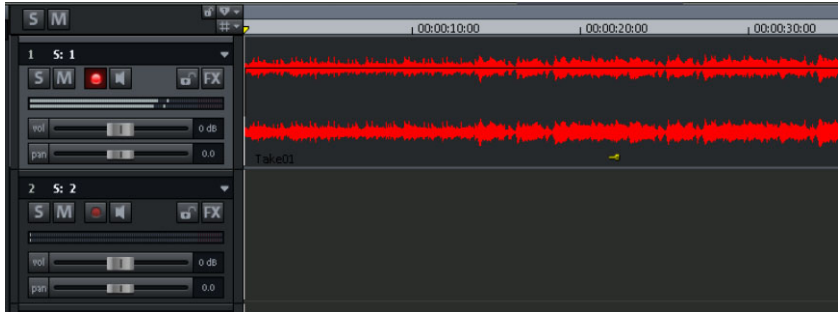 S M
00:00:10:00 00:00:20:00 00:00:30:00
1 S: 1
S M FX
vol 0 dB
pan 0.0
Take01
2 S: 2
S M FX
vol 0 dB
pan 0.0